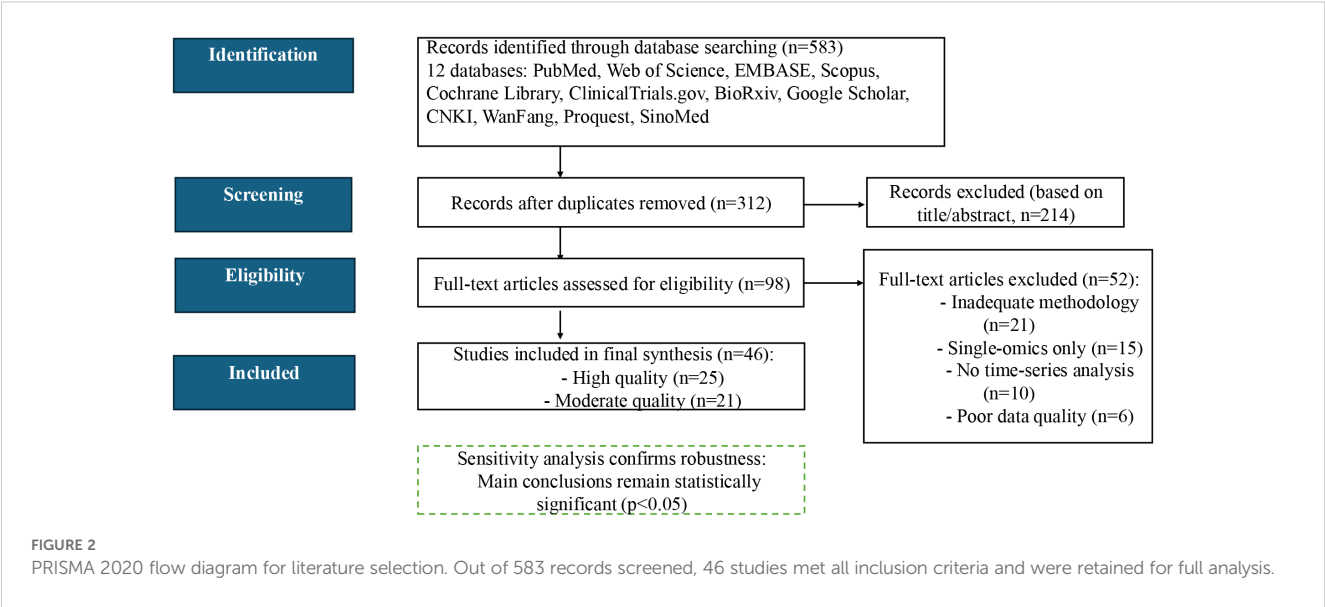 Identification
Records identified through database searching (n=583)
12 databases: PubMed, Web of Science, EMBASE, Scopus,
Cochrane Library, ClinicalTrials.gov, BioRxiv, Google Scholar,
CNKI, WanFang, Proquest, SinoMed
Screening
Records after duplicates removed (n=312)
Records excluded (based on
title/abstract, n=214)
Eligibility
Full-text articles assessed for eligibility (n=98)
Full-text articles excluded (n=52):
- Inadequate methodology
(n=21)
- Single-omics only (n=15)
- No time-series analysis
(n=10)
- Poor data quality (n=6)
Included
Studies included in final synthesis (n=46):
- High quality (n=25)
- Moderate quality (n=21)
Sensitivity analysis confirms robustness:
Main conclusions remain statistically
significant (p<0.05)
FIGURE 2
PRISMA 2020 flow diagram for literature selection. Out of 583 records screened, 46 studies met all inclusion criteria and were retained for full analysis.